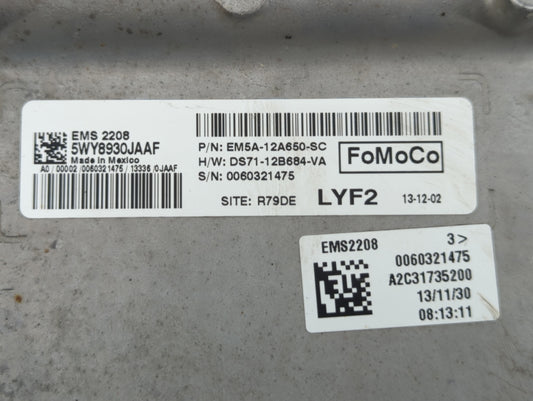 EMS 2208
5WY8930JAAF
Made in Mexico
A0 / 00002 /0060321475 / 13336 /0JAAF
P/N: EM5A-12A650-SC
H/W: DS71-12B684-VA
S/N: 0060321475
FoMoCo
SITE: R79DE LYF2 13-12-02
EMS2208 3>
0060321475
A2C31735200
13/11/30
08:13:11